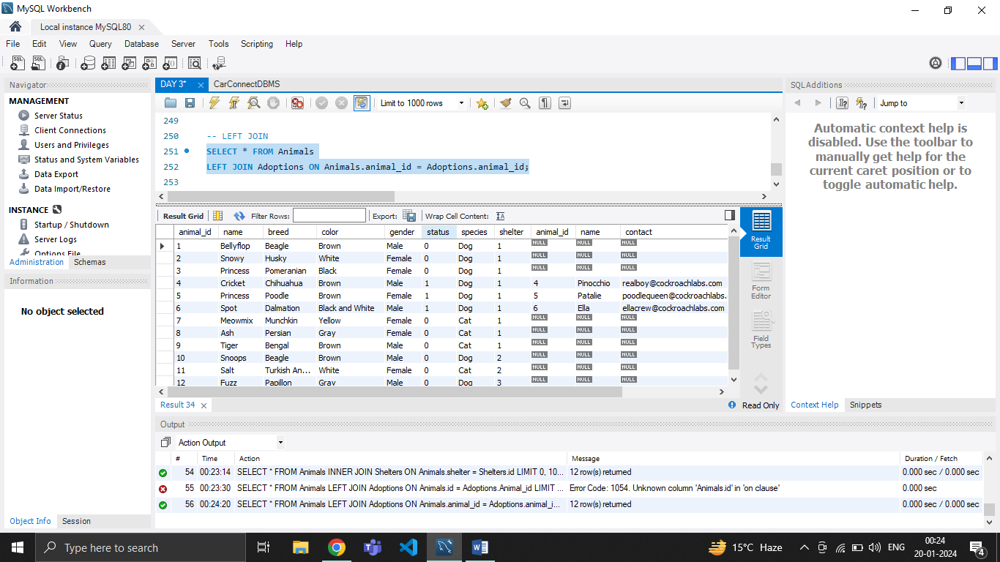 MySQL Workbench
Local instance MySQL80
File Edit View Query Database Server Tools Scripting Help
Navigator
MANAGEMENT
Server Status
Client Connections
Users and Privileges
Status and System Variables
Data Export
Data Import/Restore
INSTANCE
Startup / Shutdown
Server Logs
Options File
Administration Schemas
Information
No object selected
Object Info Session
DAY 3* CarConnectDBMS
Limit to 1000 rows
249
250 -- LEFT JOIN
251 SELECT * FROM Animals
252 LEFT JOIN Adoptions ON Animals.animal_id = Adoptions.animal_id;
253
Result Grid Filter Rows: Export: Wrap Cell Content:
animal_id name breed color gender status species shelter animal_id name contact
1 Bellyflop Beagle Brown Male 0 Dog 1 NULL NULL NULL
2 Snowy Husky White Female 0 Dog 1 NULL NULL NULL
3 Princess Pomeranian Black Female 0 Dog 1 NULL NULL NULL
4 Cricket Chihuahua Brown Male 1 Dog 1 4 Pinocchio realboy@cockroachlabs.com
5 Princess Poodle Brown Female 1 Dog 1 5 Patalie poodlequeen@cockroachlabs.
6 Spot Dalmation Black and White Male 1 Dog 1 6 Ella ellacrew@cockroachlabs.com
7 Meowmix Munchkin Yellow Female 0 Cat 1 NULL NULL NULL
8 Ash Persian Gray Female 0 Cat 1 NULL NULL NULL
9 Tiger Bengal Brown Male 0 Cat 1 NULL NULL NULL
10 Snoops Beagle Brown Male 0 Dog 2 NULL NULL NULL
11 Salt Turkish An... White Female 0 Cat 2 NULL NULL NULL
12 Fuzz Papillon Gray Male 0 Dog 3 NULL NULL NULL
Result Grid
Form Editor
Field Types
Result 34
Read Only
SQLAdditions
Jump to
Automatic context help is
disabled. Use the toolbar to
manually get help for the
current caret position or to
toggle automatic help.
Context Help Snippets
Output
Action Output
# Time Action Message Duration / Fetch
54 00:23:14 SELECT * FROM Animals INNER JOIN Shelters ON Animals.shelter = Shelters.id LIMIT 0, 10... 12 row(s) returned 0.000 sec / 0.000 sec
55 00:23:30 SELECT * FROM Animals LEFT JOIN Adoptions ON Animals.id = Adoptions.Animal_id LIMIT ... Error Code: 1054. Unknown column 'Animals.id' in 'on clause' 0.000 sec
56 00:24:20 SELECT * FROM Animals LEFT JOIN Adoptions ON Animals.animal_id = Adoptions.animal_i... 12 row(s) returned 0.000 sec / 0.000 sec
Type here to search
15°C Haze
ENG
00:24
20-01-2024
4